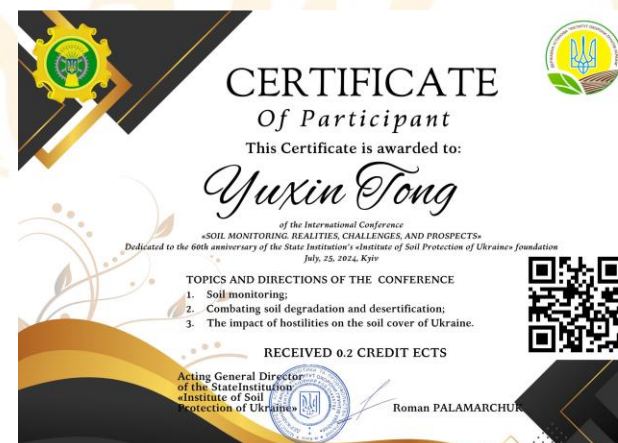 CERTIFICATE
Of Participant
This Certificate is awarded to:
Yuxin Tong
of the International Conference
«SOIL MONITORING. REALITIES, CHALLENGES, AND PROSPECTS»
Dedicated to the 60th anniversary of the State Institution's «Institute of Soil Protection of Ukraine» foundation
July, 25, 2024, Kyiv
TOPICS AND DIRECTIONS OF THE CONFERENCE
1. Soil monitoring;
2. Combating soil degradation and desertification;
3. The impact of hostilities on the soil cover of Ukraine.
RECEIVED 0.2 CREDIT ECTS
Acting General Director
of the StateInstitution
«Institute of Soil
Protection of Ukraine»
Roman PALAMARCHUK